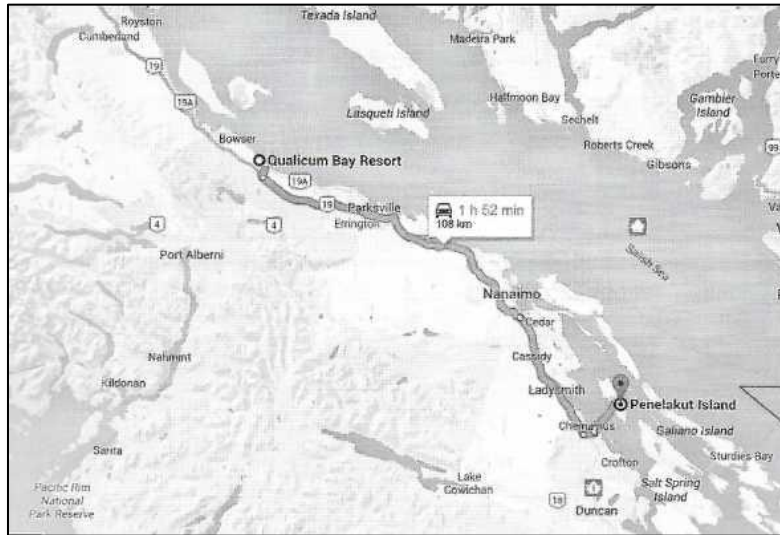 Royston
Cumberland
Texada Island
Madeira Park
19
19A
Lasqueti Island
Halfmoon Bay
Gambier
Island
Sechelt
Roberts Creek
Gibsons
99
Bowser
Qualicum Bay Resort
19A
19
Parksville
Errington
1 h 52 min
108 km
4
4
Port Alberni
Salish Sea
Nanaimo
Cedar
Cassidy
Nahmint
Kildonan
Ladysmith
Penelakut Island
Chemainus
Galiano Island
Sturdies Bay
Crofton
Salt Spring
Island
Lake
Cowichan
18
1
Duncan
Pacific Rim
National
Park Reserve